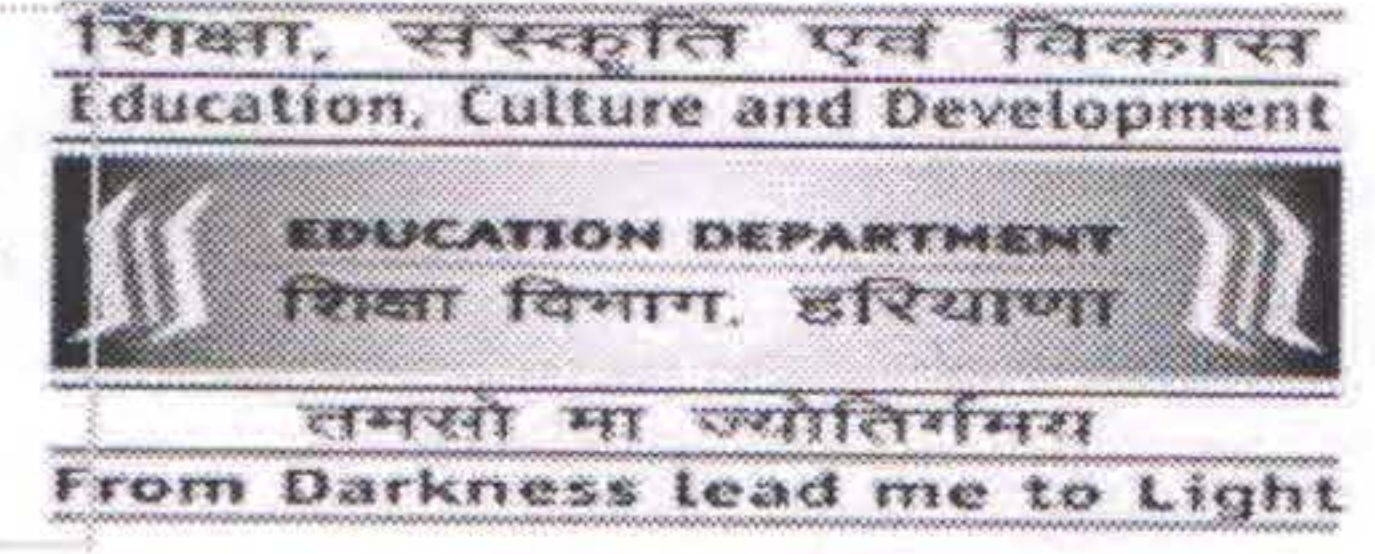 शिक्षा, संस्कृति एवं विकास
Education, Culture and Development
EDUCATION DEPARTMENT
शिक्षा विभाग, हरियाणा
तमसो मा ज्योतिर्गमय
From Darkness lead me to Light